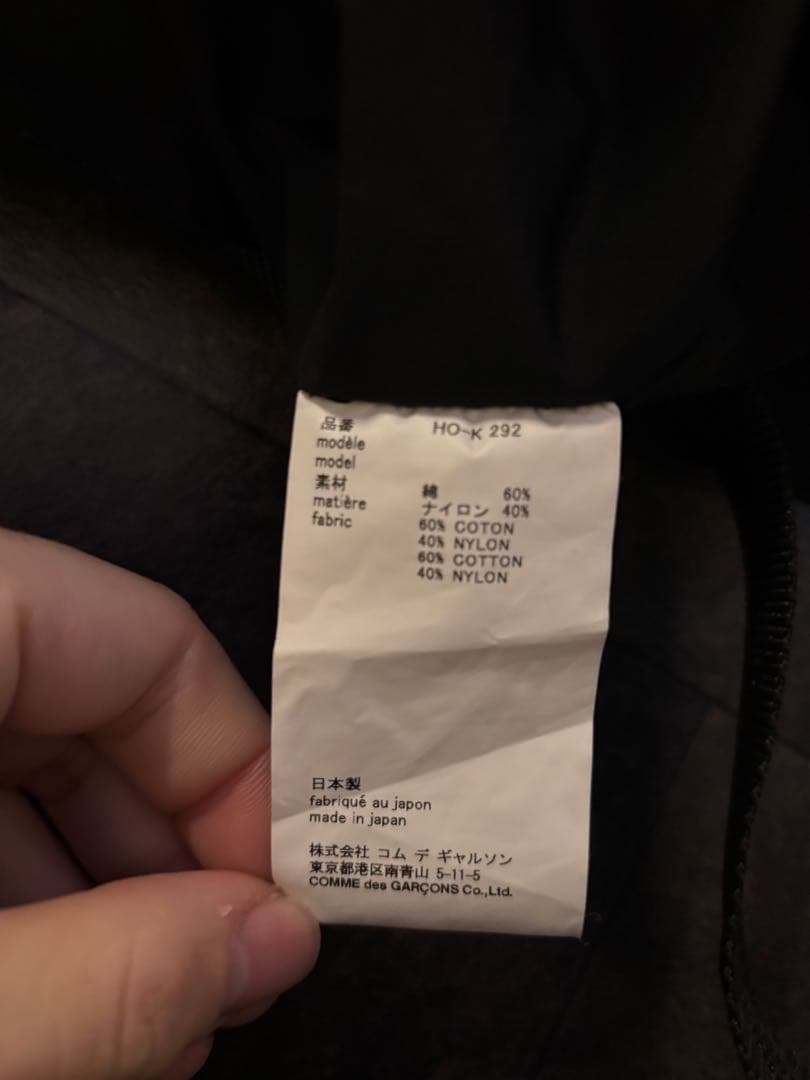 品番 HO-K 292
modèle
model
素材 綿 60%
matière ナイロン 40%
fabric 60% COTON
40% NYLON
60% COTTON
40% NYLON
日本製
fabriqué au japon
made in japan
株式会社 コム デ ギャルソン
東京都港区南青山 5-11-5
COMME des GARÇONS Co.,Ltd.